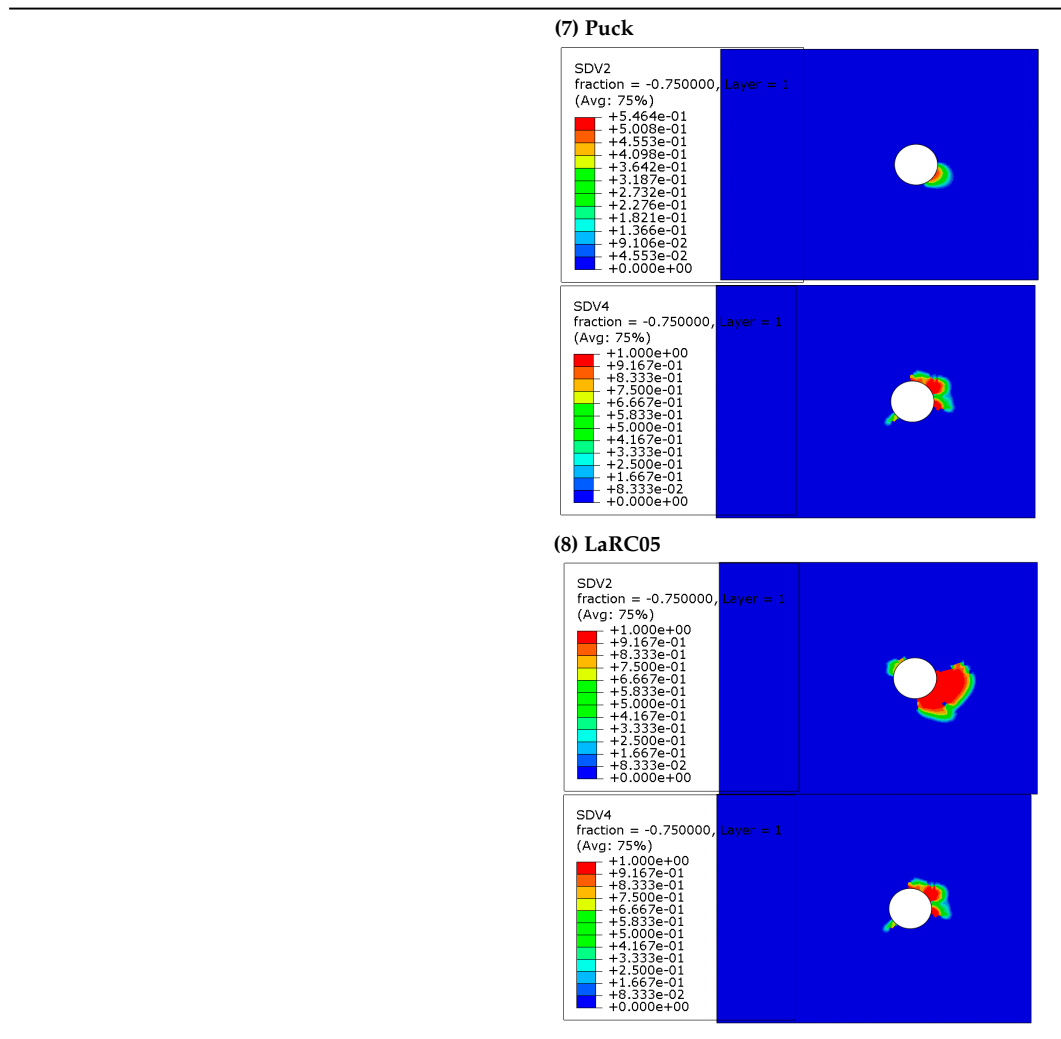 (7) Puck
SDV2
fraction = -0.750000, Layer = 1
(Avg: 75%)
+5.464e-01
+5.008e-01
+4.553e-01
+4.098e-01
+3.642e-01
+3.187e-01
+2.732e-01
+2.276e-01
+1.821e-01
+1.366e-01
+9.106e-02
+4.553e-02
+0.000e+00
SDV4
fraction = -0.750000, Layer = 1
(Avg: 75%)
+1.000e+00
+9.167e-01
+8.333e-01
+7.500e-01
+6.667e-01
+5.833e-01
+5.000e-01
+4.167e-01
+3.333e-01
+2.500e-01
+1.667e-01
+8.333e-02
+0.000e+00
(8) LaRC05
SDV2
fraction = -0.750000, Layer = 1
(Avg: 75%)
+1.000e+00
+9.167e-01
+8.333e-01
+7.500e-01
+6.667e-01
+5.833e-01
+5.000e-01
+4.167e-01
+3.333e-01
+2.500e-01
+1.667e-01
+8.333e-02
+0.000e+00
SDV4
fraction = -0.750000, Layer = 1
(Avg: 75%)
+1.000e+00
+9.167e-01
+8.333e-01
+7.500e-01
+6.667e-01
+5.833e-01
+5.000e-01
+4.167e-01
+3.333e-01
+2.500e-01
+1.667e-01
+8.333e-02
+0.000e+00